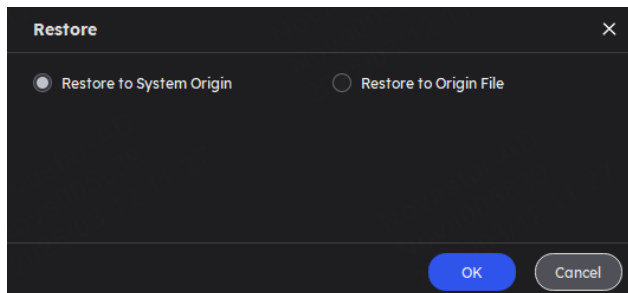 Restore
Restore to System Origin
Restore to Origin File
OK
Cancel